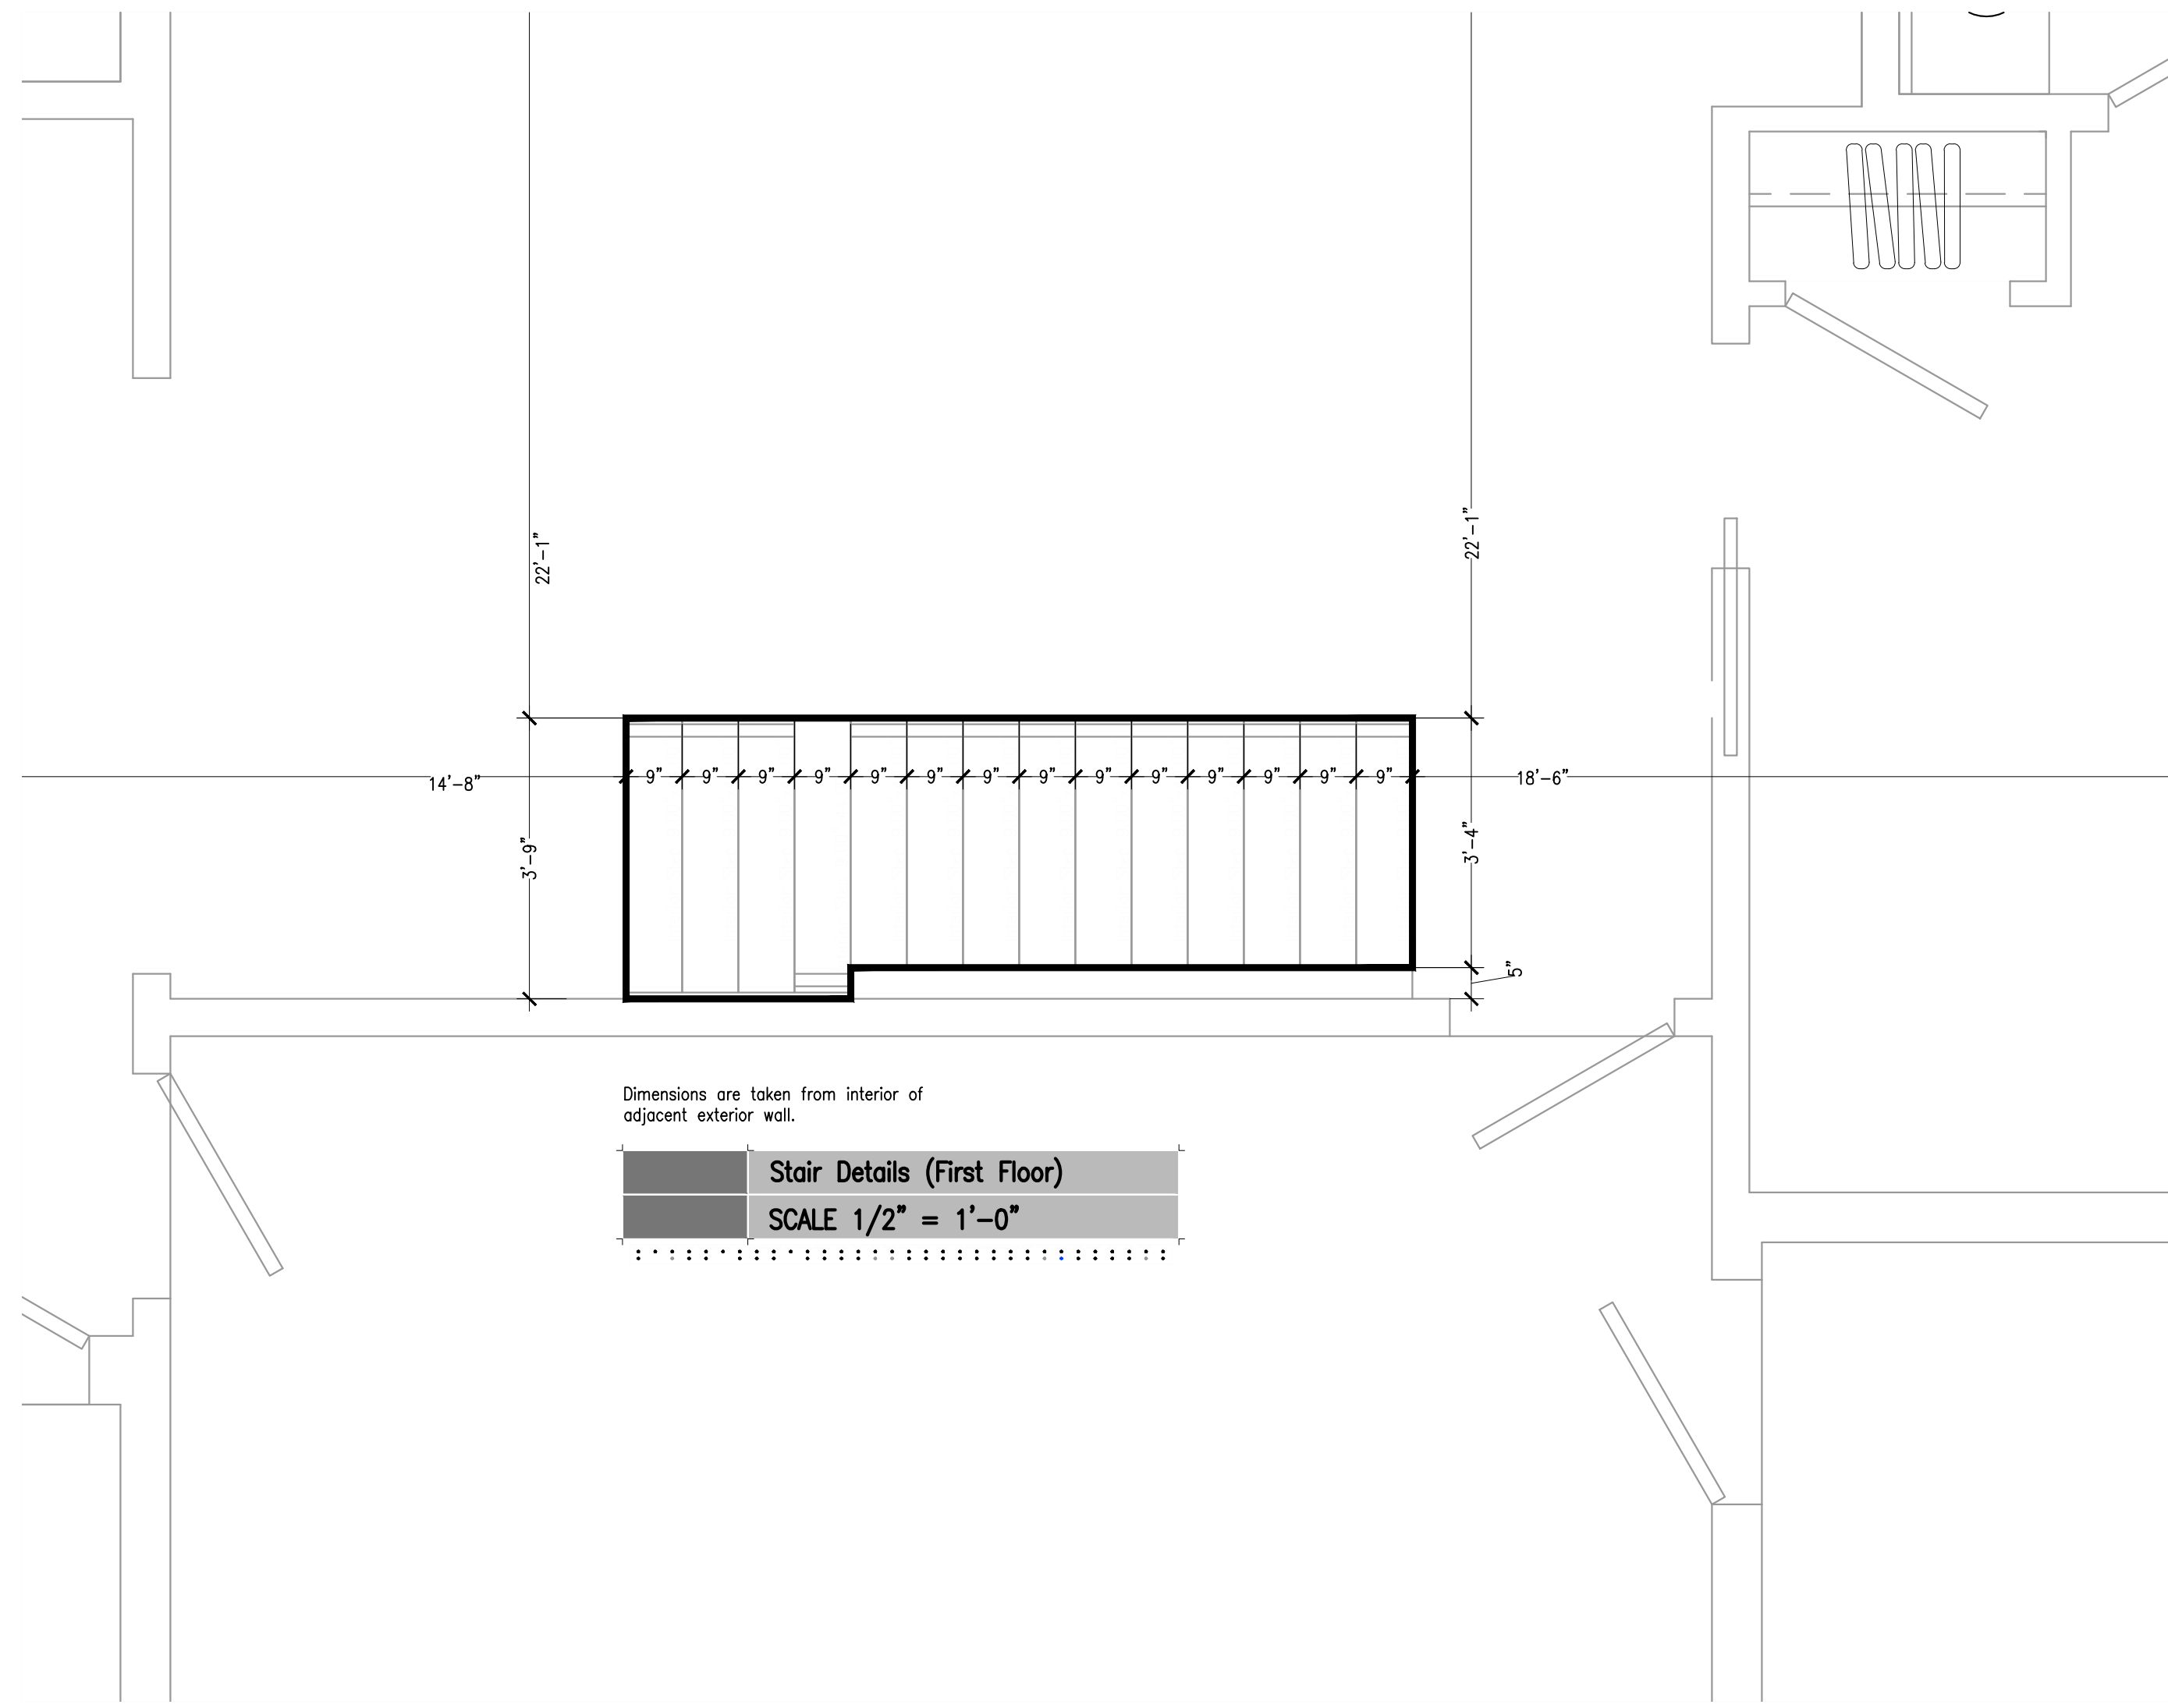 22'-1"
22'-1"
14'-8"
9" 9" 9" 9" 9" 9" 9" 9" 9" 9" 9" 9" 9" 9"
18'-6"
3'-9"
3'-4"
5"
Dimensions are taken from interior of
adjacent exterior wall.
Stair Details (First Floor)
SCALE 1/2" = 1'-0"